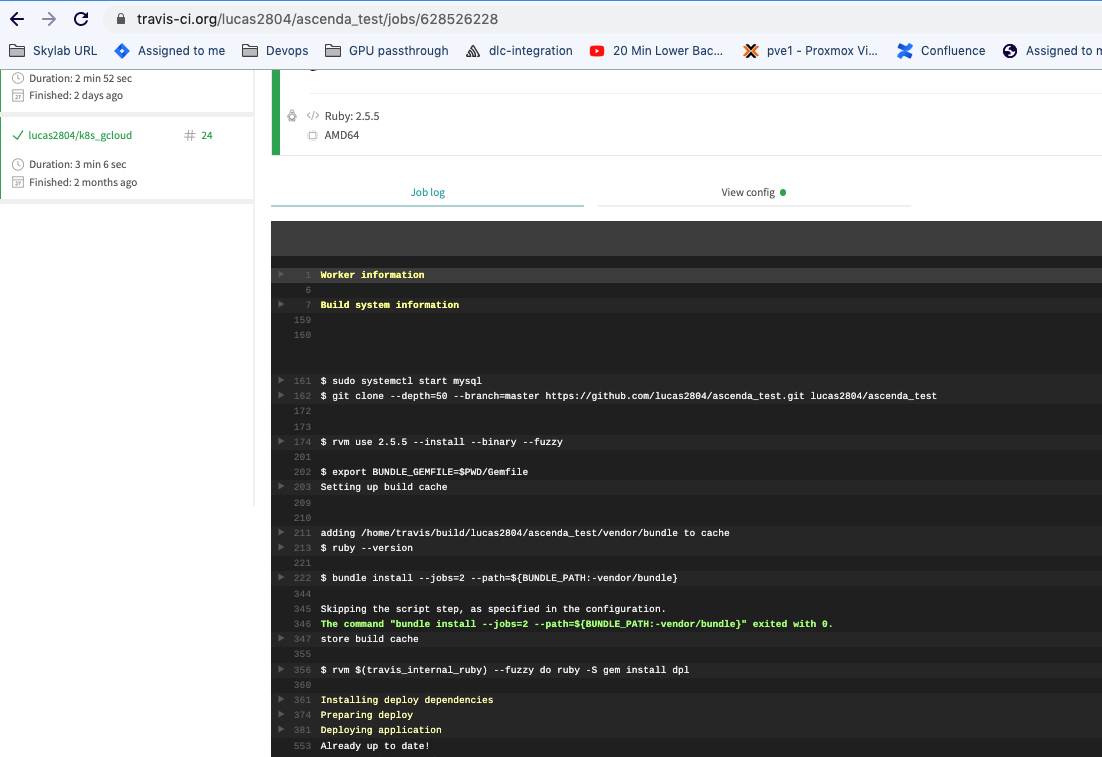 travis-ci.org/lucas2804/ascenda_test/jobs/628526228
Skylab URL Assigned to me Devops GPU passthrough dlc-integration 20 Min Lower Bac... pve1 - Proxmox Vi... Confluence Assigned to m
Duration: 2 min 52 sec
Finished: 2 days ago
lucas2804/k8s_gcloud # 24
Duration: 3 min 6 sec
Finished: 2 months ago
</> Ruby: 2.5.5
AMD64
Job log View config
1 Worker information
6
7 Build system information
159
160
161 $ sudo systemctl start mysql
162 $ git clone --depth=50 --branch=master https://github.com/lucas2804/ascenda_test.git lucas2804/ascenda_test
172
173
174 $ rvm use 2.5.5 --install --binary --fuzzy
201
202 $ export BUNDLE_GEMFILE=$PWD/Gemfile
203 Setting up build cache
209
210
211 adding /home/travis/build/lucas2804/ascenda_test/vendor/bundle to cache
213 $ ruby --version
221
222 $ bundle install --jobs=2 --path=${BUNDLE_PATH:-vendor/bundle}
344
345 Skipping the script step, as specified in the configuration.
346 The command "bundle install --jobs=2 --path=${BUNDLE_PATH:-vendor/bundle}" exited with 0.
347 store build cache
355
356 $ rvm $(travis_internal_ruby) --fuzzy do ruby -S gem install dpl
360
361 Installing deploy dependencies
374 Preparing deploy
381 Deploying application
553 Already up to date!